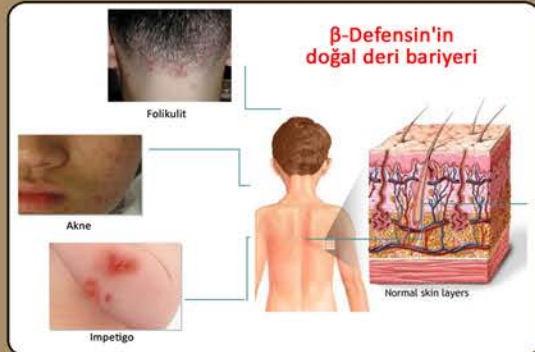 β-Defensin'in
doğal deri bariyeri
Folikulit
Akne
Impetigo
Normal skin layers